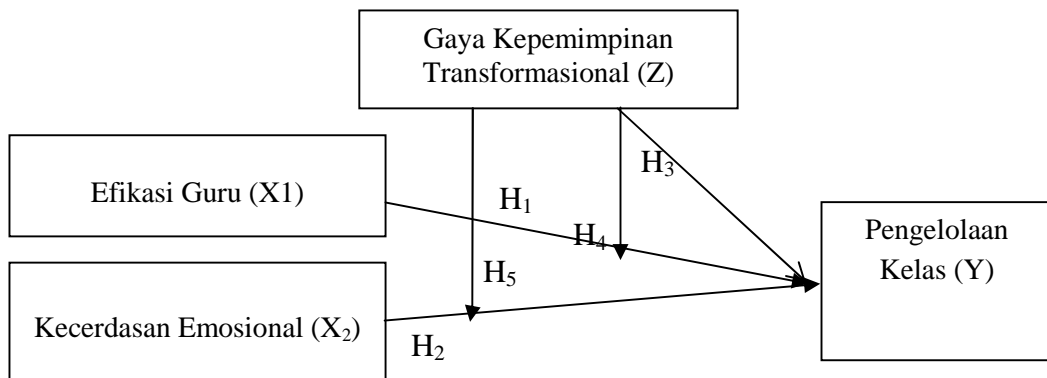 Gaya Kepemimpinan
Transformasional (Z)
H₃
Efikasi Guru (X1)
H₁
H₄
Pengelolaan
Kelas (Y)
H₅
Kecerdasan Emosional (X₂)
H₂